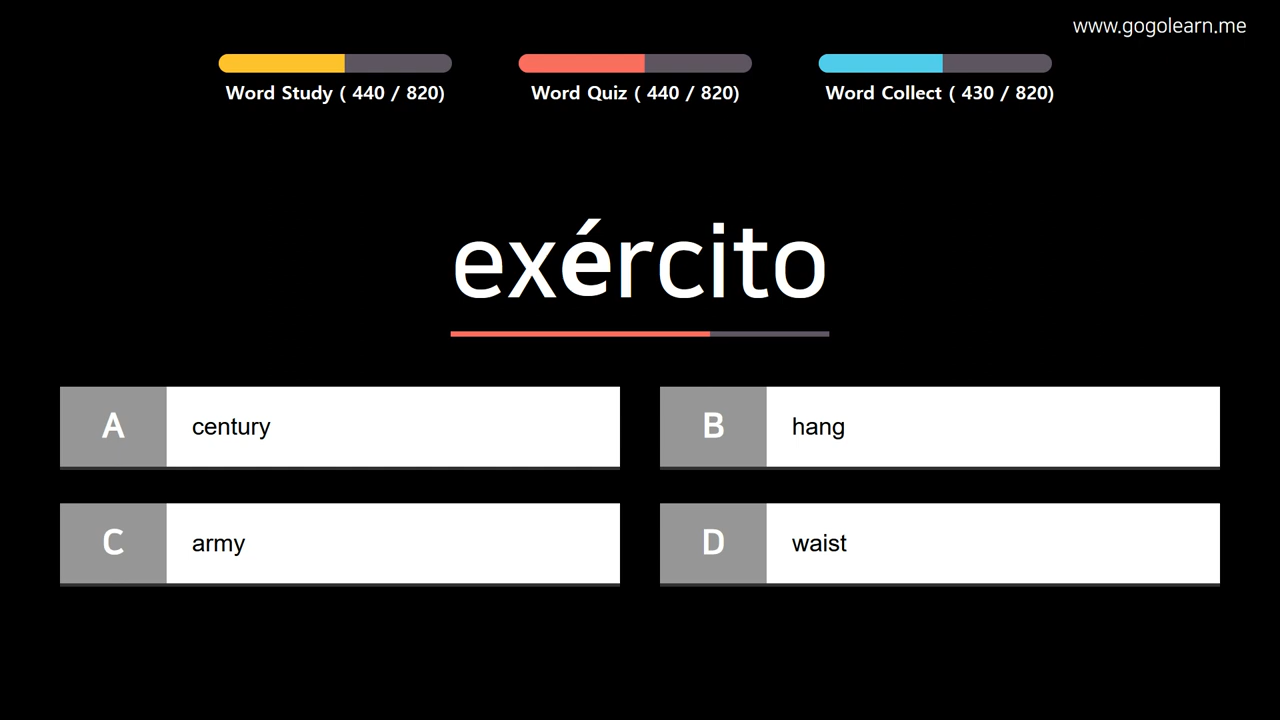 www.gogolearn.me
Word Study ( 440 / 820)
Word Quiz ( 440 / 820)
Word Collect ( 430 / 820)
exército
A century
B hang
C army
D waist